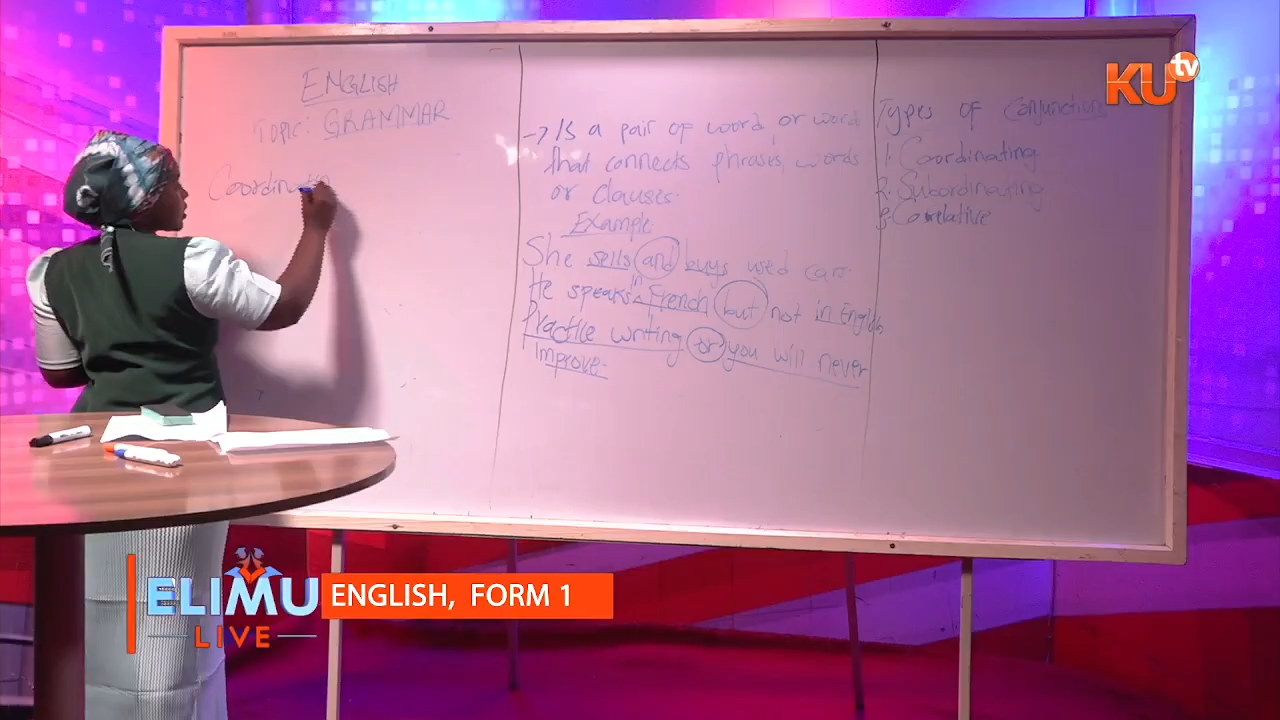 ENGLISH
TOPIC: GRAMMAR
Coordinatin
-> Is a pair of word or word
that connects phrases, words
or clauses.
Example
She sells and buys used cars
He speaks in French but not in English
Practice writing or you will never
improve.
Types of Conjunctions
1. Coordinating
2. Subordinating
3. Correlative
KU tv
ELIMU
LIVE
ENGLISH, FORM 1